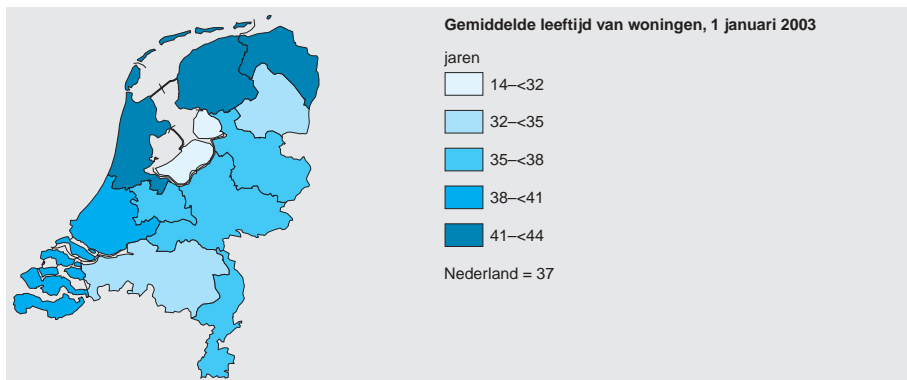 Gemiddelde leeftijd van woningen, 1 januari 2003
jaren
14–<32
32–<35
35–<38
38–<41
41–<44
Nederland = 37